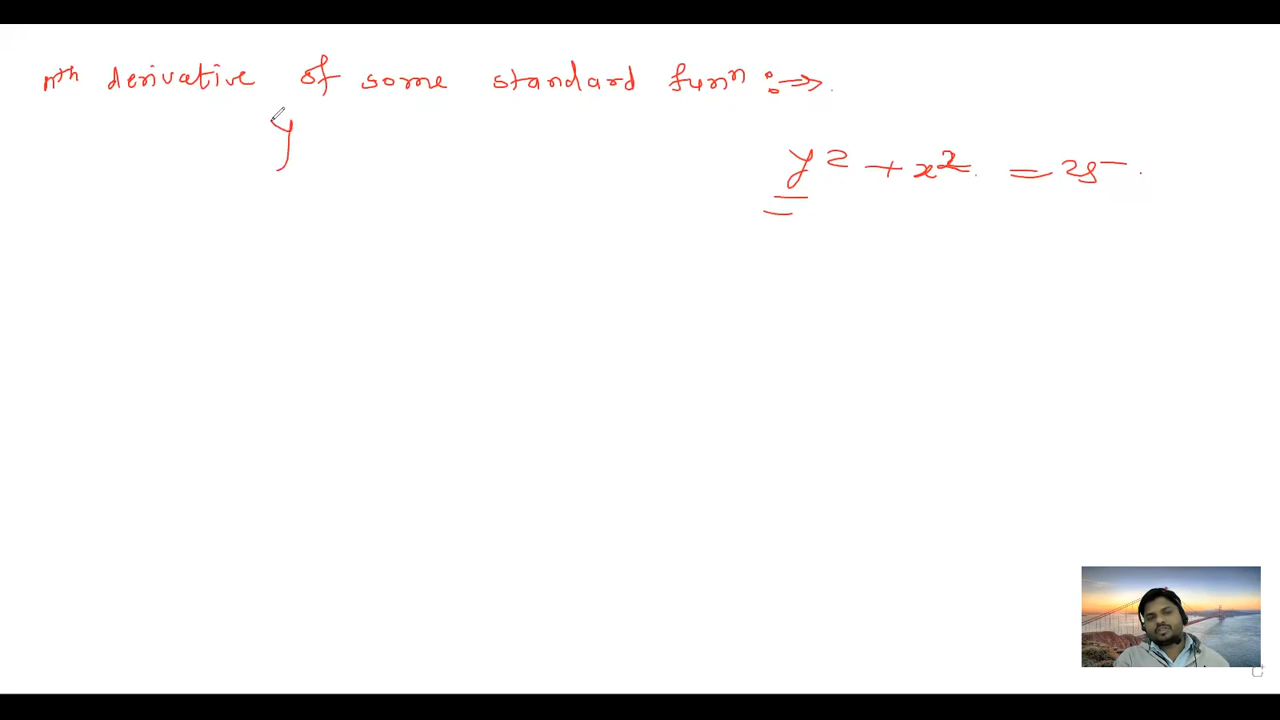 nth derivative of some standard funn :→
y
y² + x² = 25